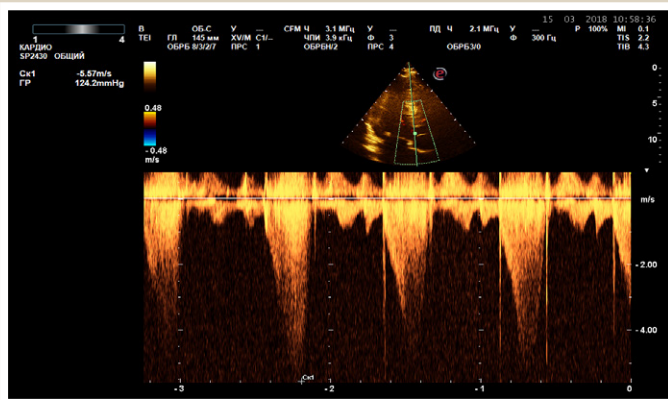 15 03 2018 10:58:36
В ОБ-С У — CFM Ч 3.1 МГц У — ПД Ч 2.1 МГц У — P 100% MI 0.1
TEI ГЛ 145 мм XV/M C1/-- ЧПИ 3.9 кГц Ф 3 Ф 300 Гц TIS 2.2
ОБРБ 8/3/2/7 ПРС 1 ОБРБН/2 ПРС 4 ОБРБ3/0 TIB 4.3
1 4
КАРДИО
SP2430 ОБЩИЙ
Ск1 -5.57m/s
ГР 124.2mmHg
0.48
- 0.48
m/s
0
5
10
m/s
- 2.00
- 4.00
Ск1
-3 -2 -1 0